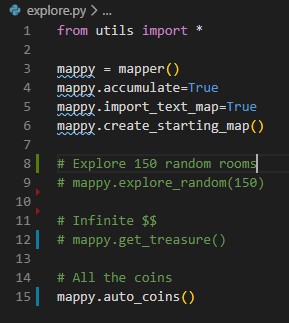 explore.py > ...
1 from utils import *
2
3 mappy = mapper()
4 mappy.accumulate=True
5 mappy.import_text_map=True
6 mappy.create_starting_map()
7
8 # Explore 150 random rooms
9 # mappy.explore_random(150)
10
11 # Infinite $$
12 # mappy.get_treasure()
13
14 # All the coins
15 mappy.auto_coins()